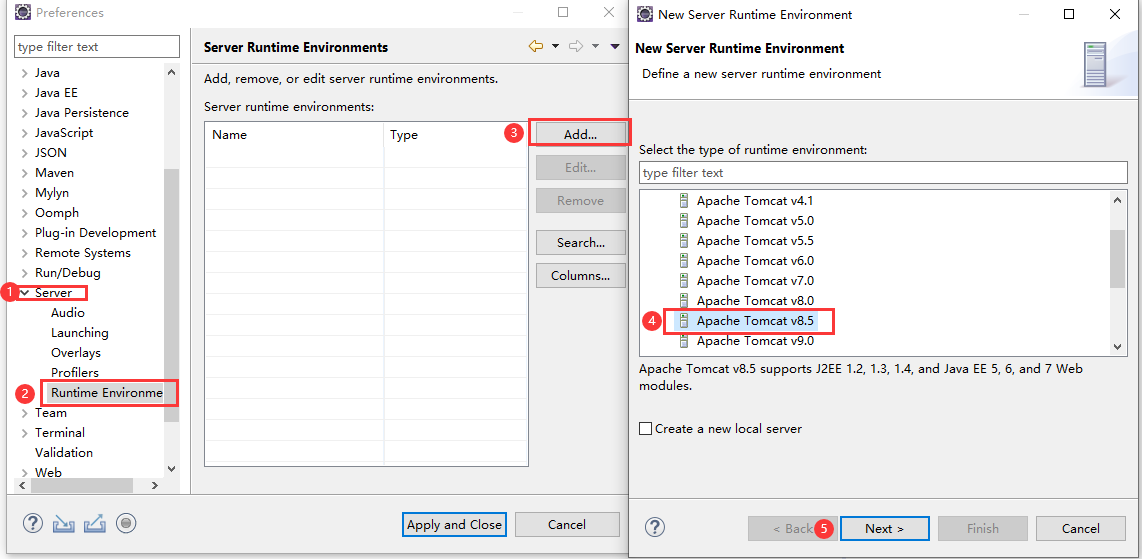 Preferences
type filter text
Java
Java EE
Java Persistence
JavaScript
JSON
Maven
Mylyn
Oomph
Plug-in Development
Remote Systems
Run/Debug
1
Server
Audio
Launching
Overlays
Profilers
2
Runtime Environme
Team
Terminal
Validation
Web
Server Runtime Environments
Add, remove, or edit server runtime environments.
Server runtime environments:
Name Type
3
Add...
Edit...
Remove
Search...
Columns...
?
Apply and Close
Cancel
New Server Runtime Environment
New Server Runtime Environment
Define a new server runtime environment
Select the type of runtime environment:
type filter text
Apache Tomcat v4.1
Apache Tomcat v5.0
Apache Tomcat v5.5
Apache Tomcat v6.0
Apache Tomcat v7.0
Apache Tomcat v8.0
4
Apache Tomcat v8.5
Apache Tomcat v9.0
Apache Tomcat v8.5 supports J2EE 1.2, 1.3, 1.4, and Java EE 5, 6, and 7 Web
modules.
Create a new local server
?
< Back
5
Next >
Finish
Cancel